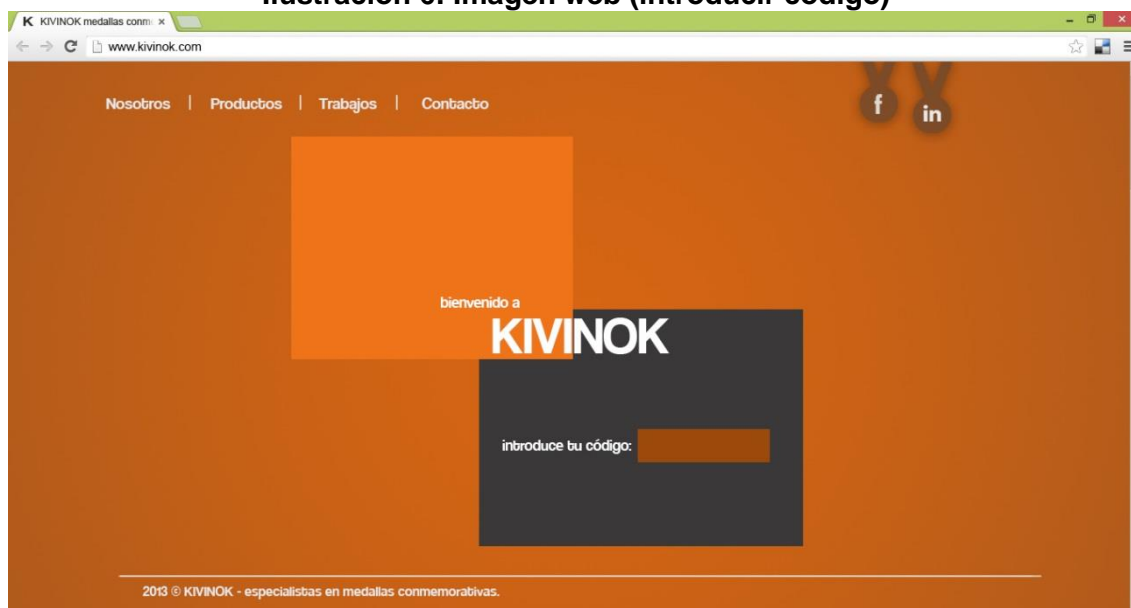 Ilustración 6. Imagen web (introducir código)
K KIVINOK medallas conm
www.kivinok.com
Nosotros | Productos | Trabajos | Contacto
f in
bienvenido a
KIVINOK
introduce tu código:
2013 © KIVINOK - especialistas en medallas conmemorativas.